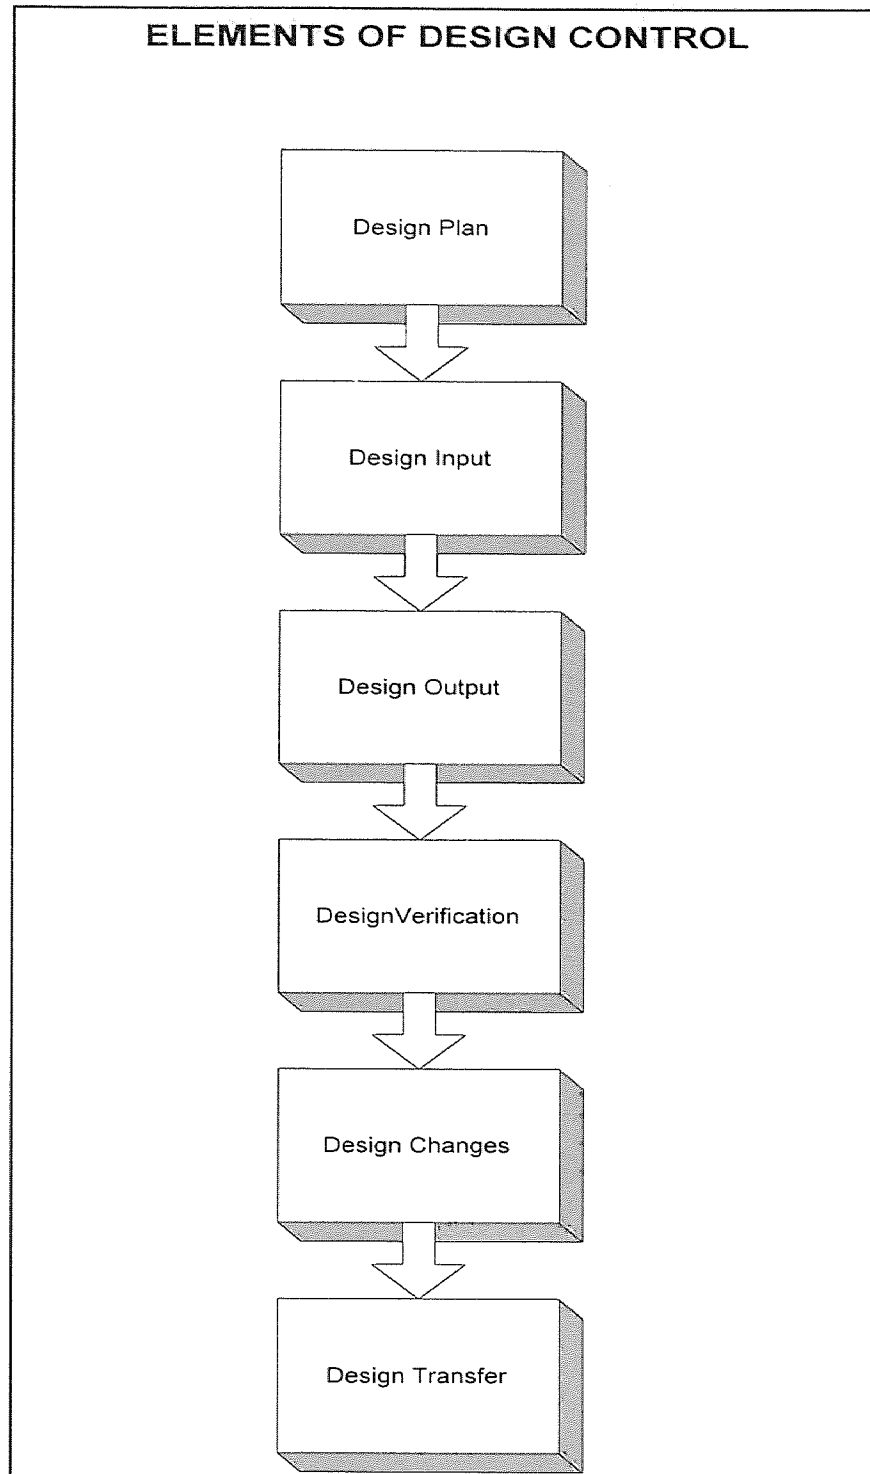 ELEMENTS OF DESIGN CONTROL
Design Plan
Design Input
Design Output
DesignVerification
Design Changes
Design Transfer